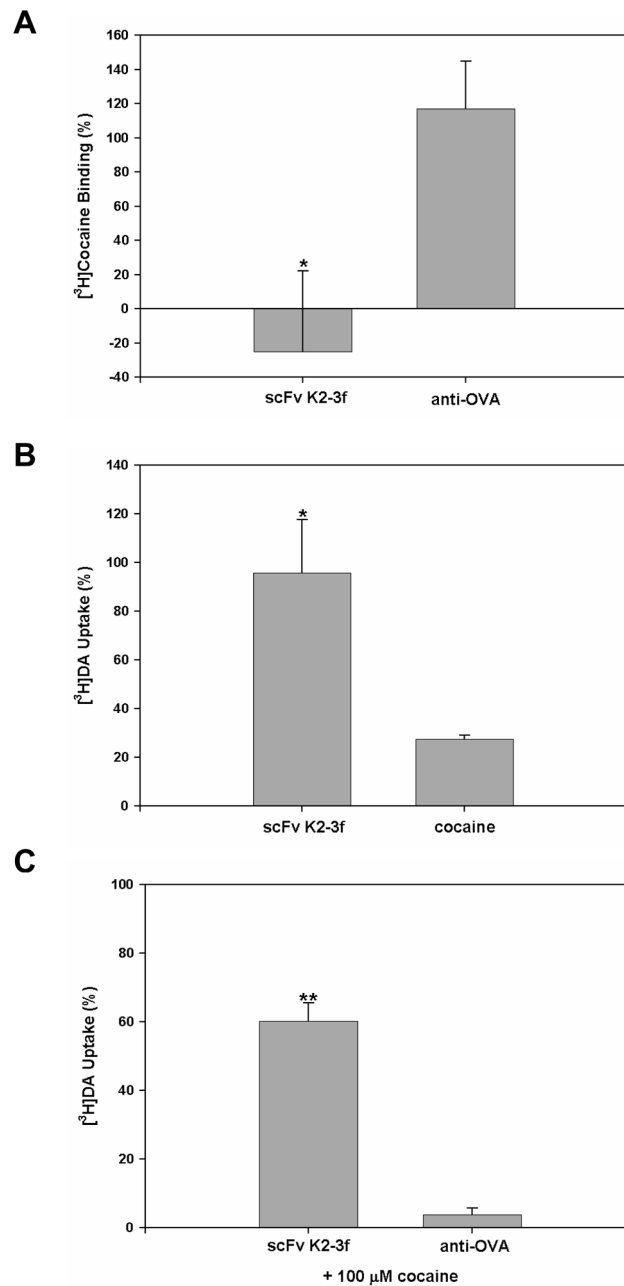 A
[³H]Cocaine Binding (%)
160
140
120
100
80
60
40
20
0
-20
-40
*
scFv K2-3f
anti-OVA
B
[³H]DA Uptake (%)
140
120
100
80
60
40
20
0
*
scFv K2-3f
cocaine
C
[³H]DA Uptake (%)
100
80
60
40
20
0
**
scFv K2-3f
anti-OVA
+ 100 μM cocaine